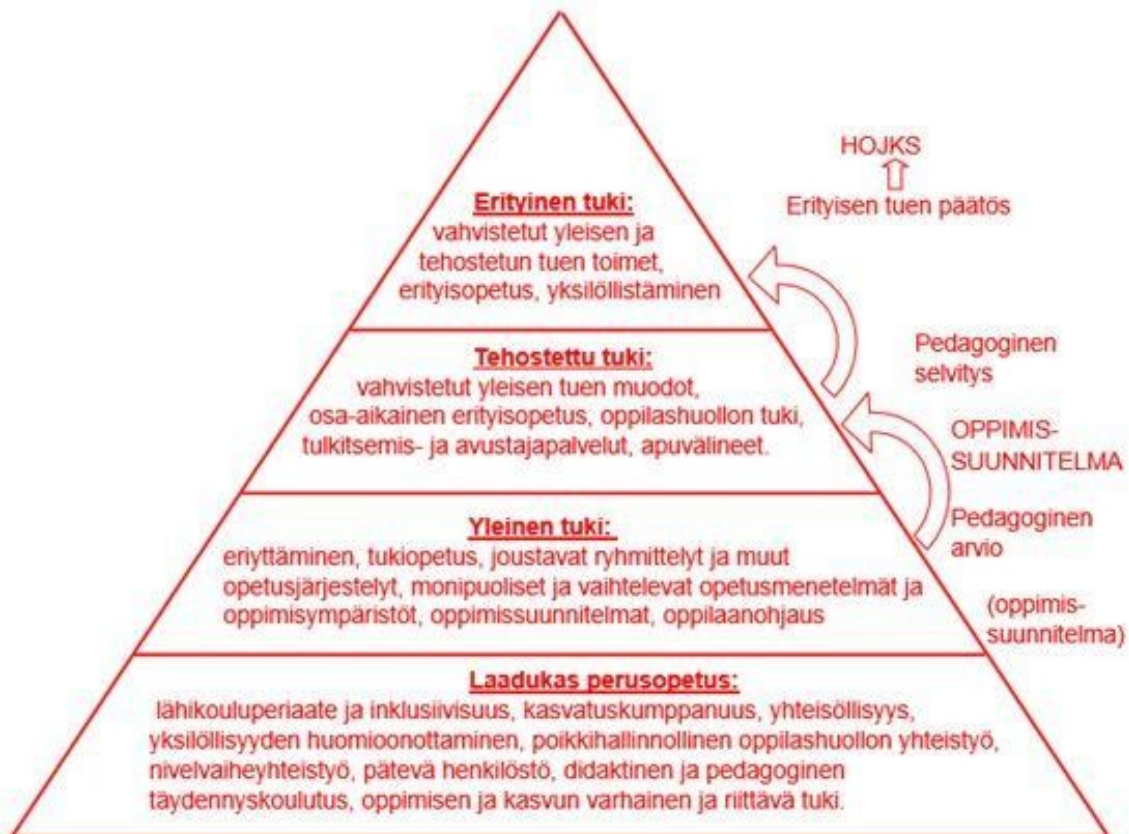 HOJKS
Erityisen tuen päätös
Erityinen tuki:
vahvistetut yleisen ja
tehostetun tuen toimet,
erityisopetus, yksilöllistäminen
Pedagoginen
selvitys
Tehostettu tuki:
vahvistetut yleisen tuen muodot,
osa-aikainen erityisopetus, oppilashuollon tuki,
tulkitsemis- ja avustajapalvelut, apuvälineet.
OPPIMIS-
SUUNNITELMA
Pedagoginen
arvio
Yleinen tuki:
eriyttäminen, tukiopetus, joustavat ryhmittelyt ja muut
opetusjärjestelyt, monipuoliset ja vaihtelevat opetusmenetelmät ja
oppimisympäristöt, oppimissuunnitelmat, oppilaanohjaus
(oppimis-
suunnitelma)
Laadukas perusopetus:
lähikouluperiaate ja inklusiivisuus, kasvatuskumppanuus, yhteisöllisyys,
yksilöllisyyden huomioonottaminen, poikkihallinnollinen oppilashuollon yhteistyö,
nivelvaiheyhteistyö, pätevä henkilöstö, didaktinen ja pedagoginen
täydennyskoulutus, oppimisen ja kasvun varhainen ja riittävä tuki.